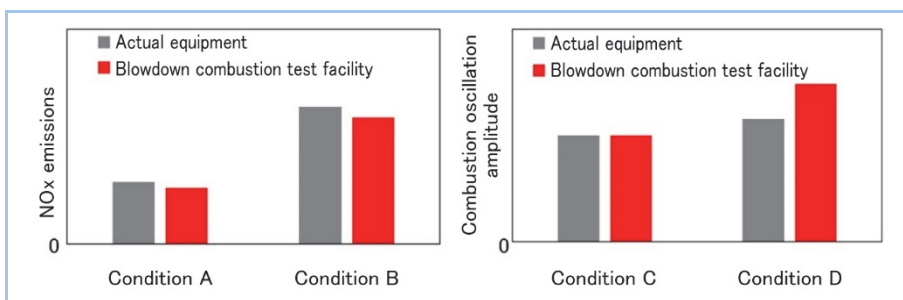 Actual equipment
Blowdown combustion test facility
NOx emissions
0
Condition A
Condition B
Actual equipment
Blowdown combustion test facility
Combustion oscillation
amplitude
0
Condition C
Condition D